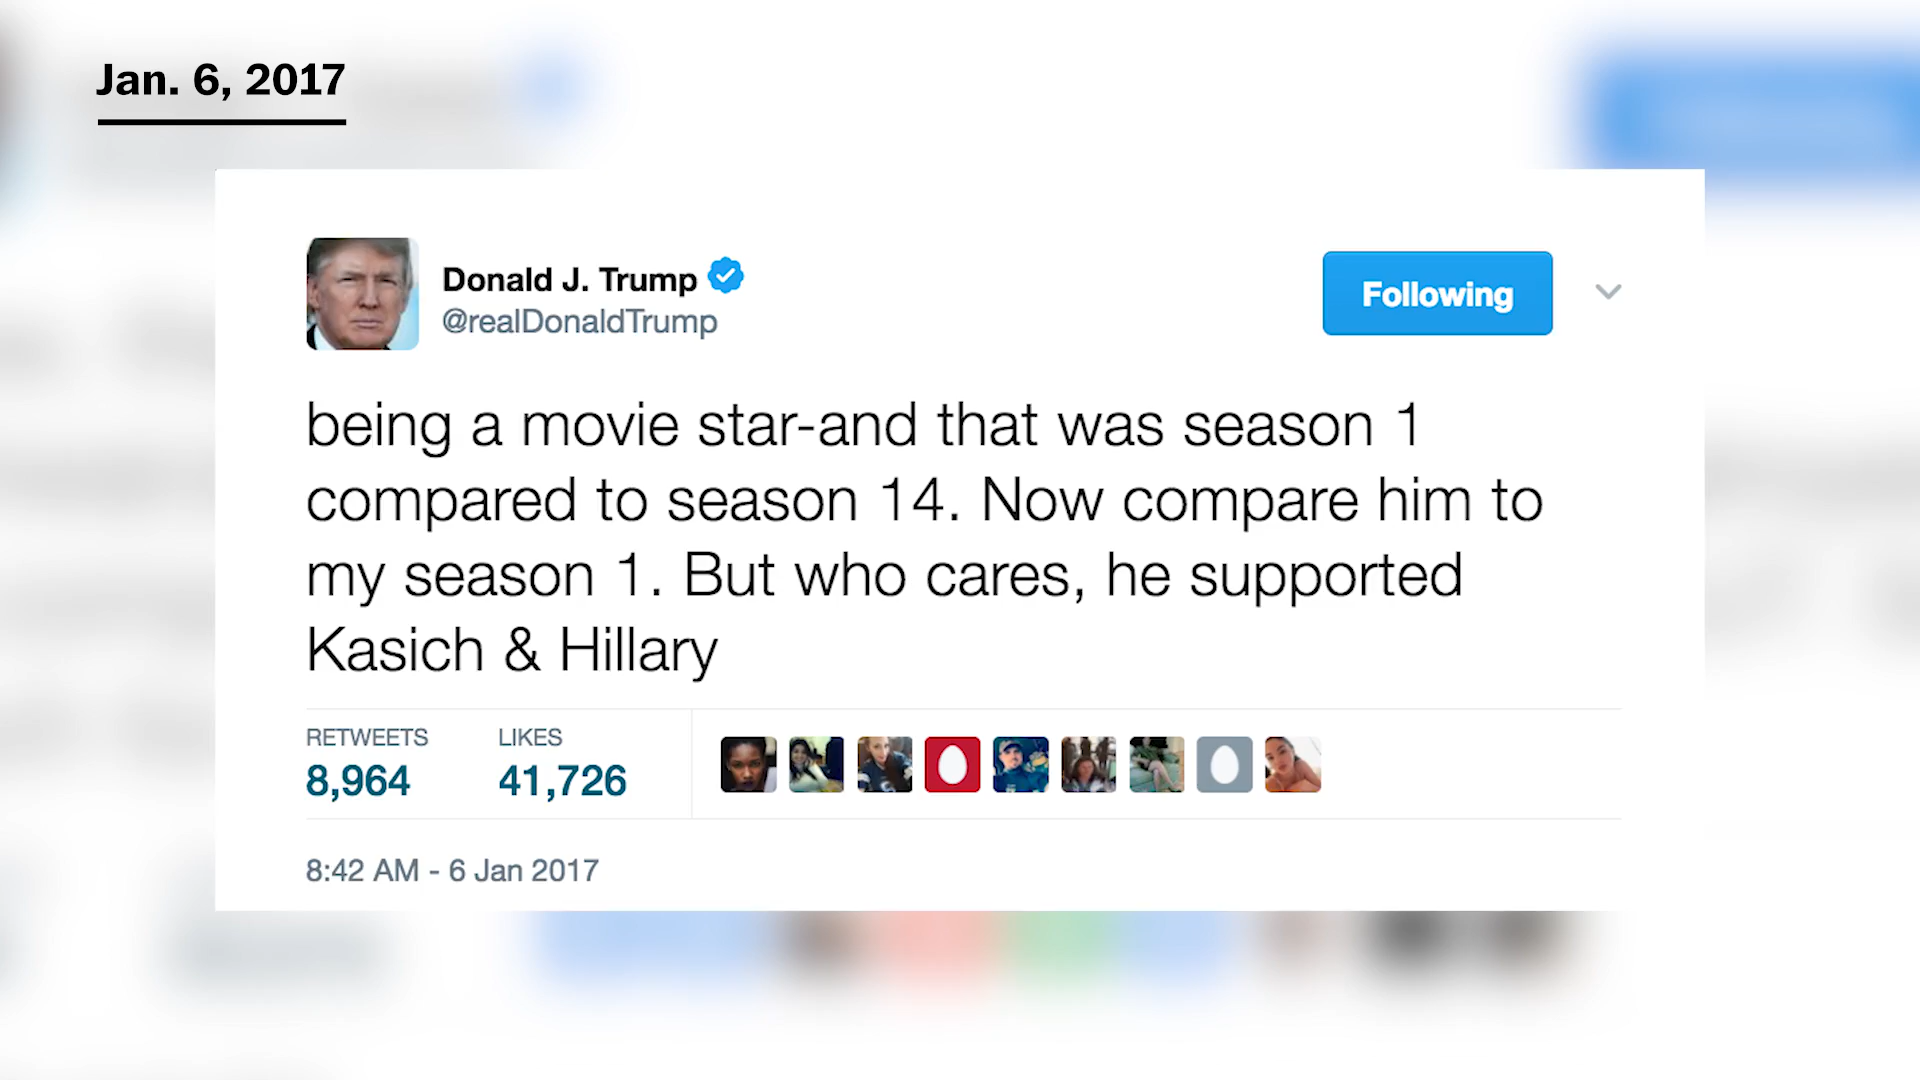 Jan. 6, 2017
Donald J. Trump
@realDonaldTrump
Following
being a movie star-and that was season 1
compared to season 14. Now compare him to
my season 1. But who cares, he supported
Kasich & Hillary
RETWEETS LIKES
8,964 41,726
8:42 AM - 6 Jan 2017